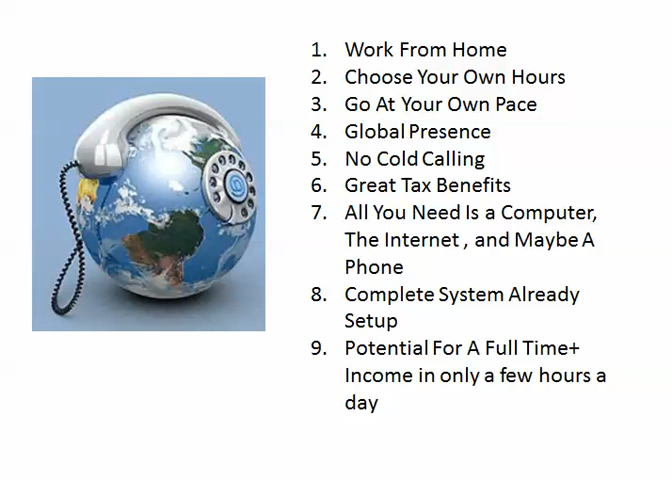 1. Work From Home
2. Choose Your Own Hours
3. Go At Your Own Pace
4. Global Presence
5. No Cold Calling
6. Great Tax Benefits
7. All You Need Is a Computer,
The Internet , and Maybe A
Phone
8. Complete System Already
Setup
9. Potential For A Full Time+
Income in only a few hours a
day